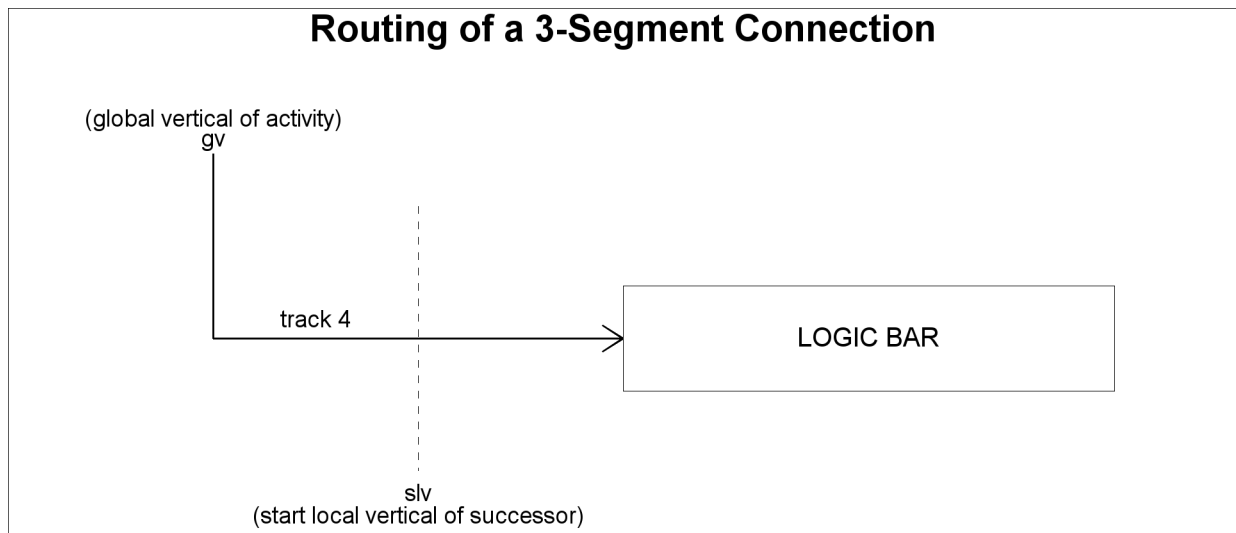 Routing of a 3-Segment Connection
(global vertical of activity)
gv
track 4
LOGIC BAR
slv
(start local vertical of successor)